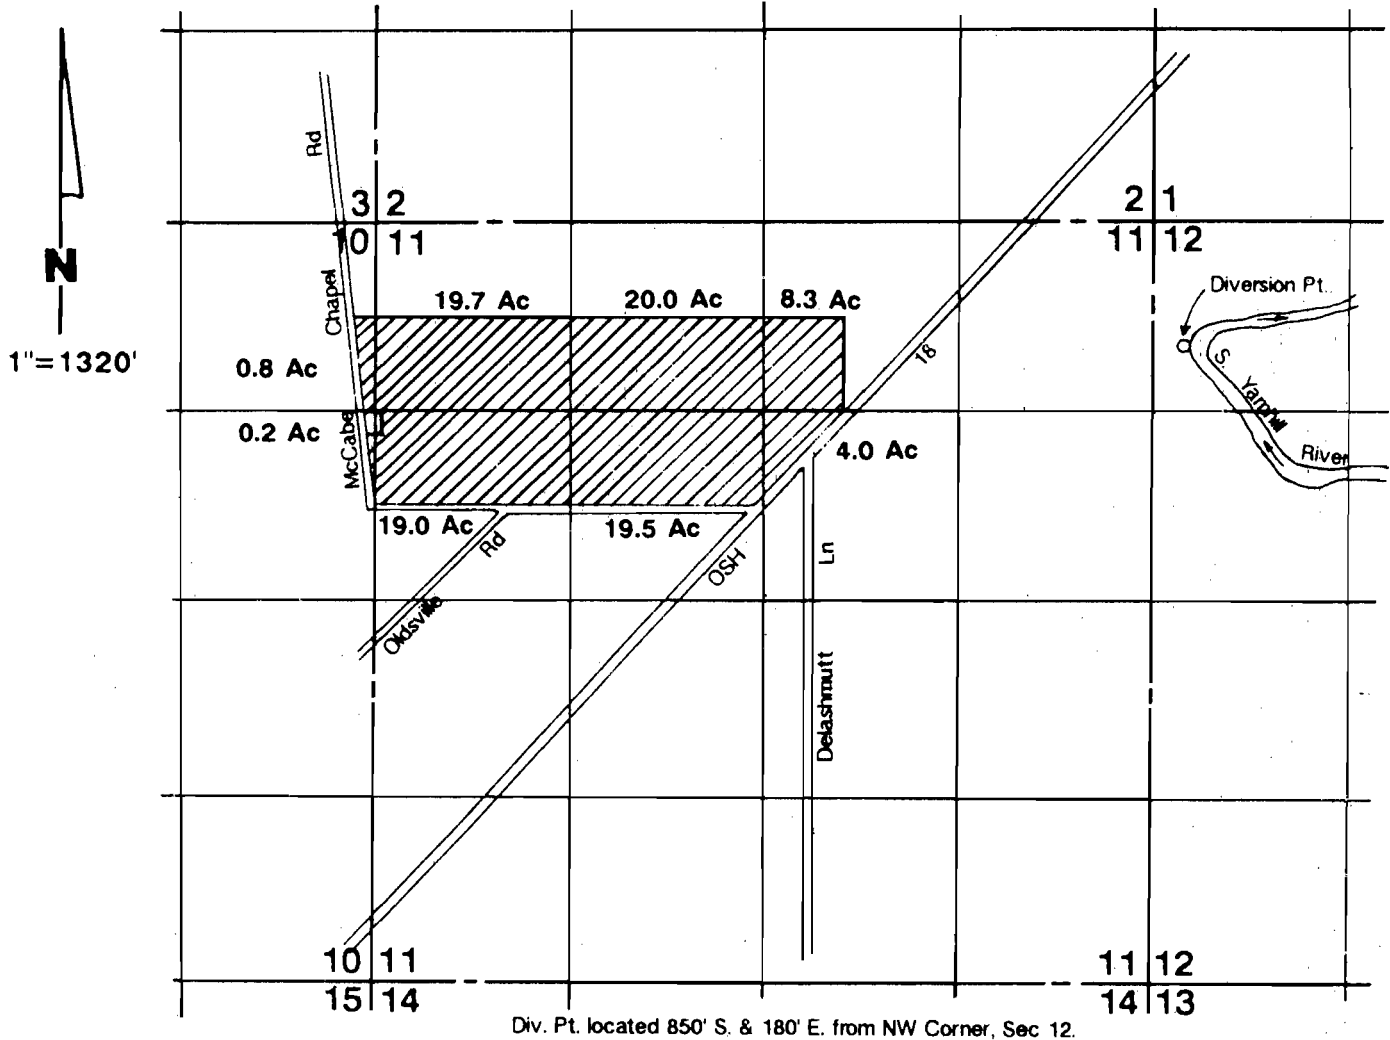 Rd
3 2
2 1
0 11
11 12
N
Chapel
19.7 Ac
20.0 Ac
8.3 Ac
Diversion Pt.
1"=1320'
0.8 Ac
18
S. Yamhill River
0.2 Ac
McCabe
4.0 Ac
19.0 Ac
19.5 Ac
Rd
OSH
Ln
Oldsville
Delashmutt
10 11
11 12
15 14
14 13
Div. Pt. located 850' S. & 180' E. from NW Corner, Sec 12.